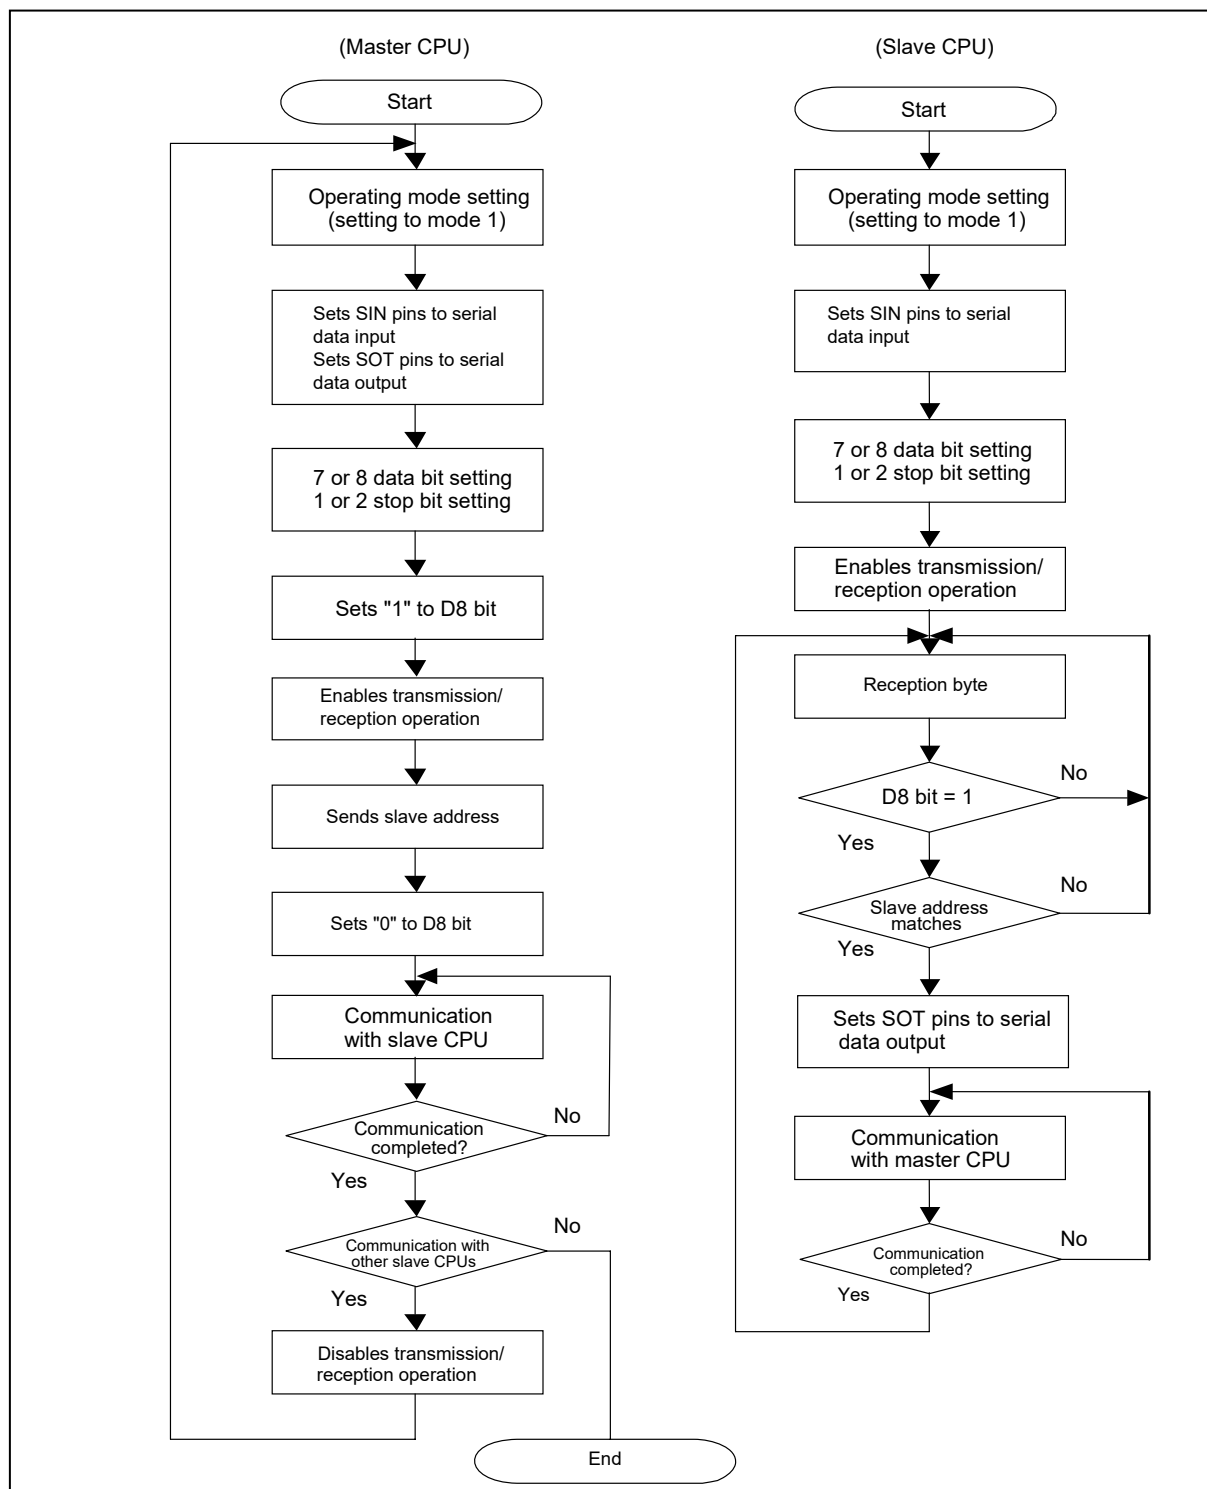 (Master CPU)
Start
Operating mode setting
(setting to mode 1)
Sets SIN pins to serial
data input
Sets SOT pins to serial
data output
7 or 8 data bit setting
1 or 2 stop bit setting
Sets "1" to D8 bit
Enables transmission/
reception operation
Sends slave address
Sets "0" to D8 bit
Communication
with slave CPU
Communication
completed?
No
Yes
Communication with
other slave CPUs
No
Yes
Disables transmission/
reception operation
End
(Slave CPU)
Start
Operating mode setting
(setting to mode 1)
Sets SIN pins to serial
data input
7 or 8 data bit setting
1 or 2 stop bit setting
Enables transmission/
reception operation
Reception byte
D8 bit = 1
No
Yes
Slave address
matches
No
Yes
Sets SOT pins to serial
data output
Communication
with master CPU
Communication
completed?
No
Yes